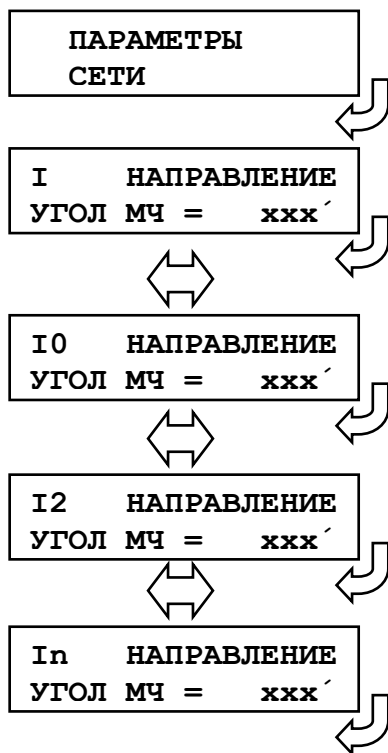 ПАРАМЕТРЫ
СЕТИ
I НАПРАВЛЕНИЕ
УГОЛ МЧ = xxx´
I0 НАПРАВЛЕНИЕ
УГОЛ МЧ = xxx´
I2 НАПРАВЛЕНИЕ
УГОЛ МЧ = xxx´
In НАПРАВЛЕНИЕ
УГОЛ МЧ = xxx´